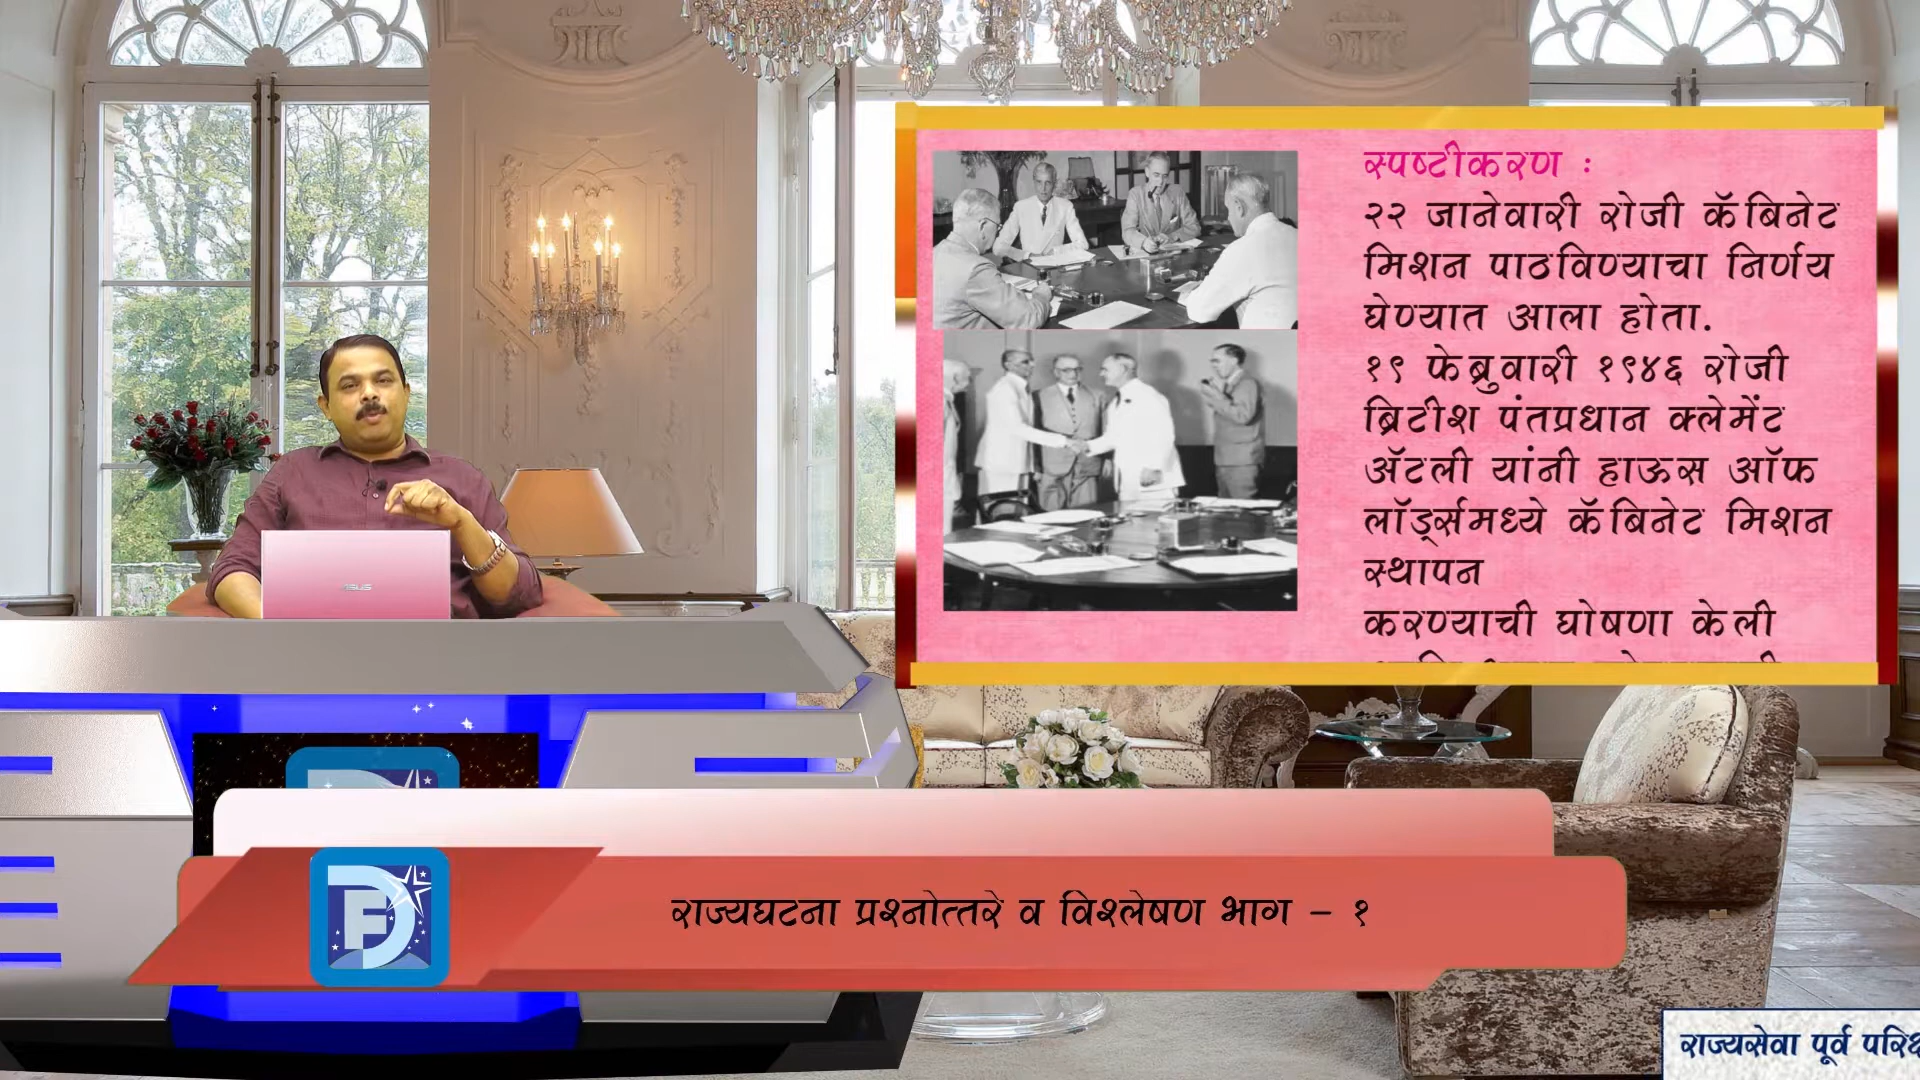 स्पष्टीकरण :
२२ जानेवारी रोजी कॅबिनेट
मिशन पाठविण्याचा निर्णय
घेण्यात आला होता.
१९ फेब्रुवारी १९४६ रोजी
ब्रिटीश पंतप्रधान क्लेमेंट
ॲटली यांनी हाऊस ऑफ
लॉर्ड्समध्ये कॅबिनेट मिशन
स्थापन
करण्याची घोषणा केली
ASUS
राज्यघटना प्रश्नोत्तरे व विश्लेषण भाग – १
राज्यसेवा पूर्व